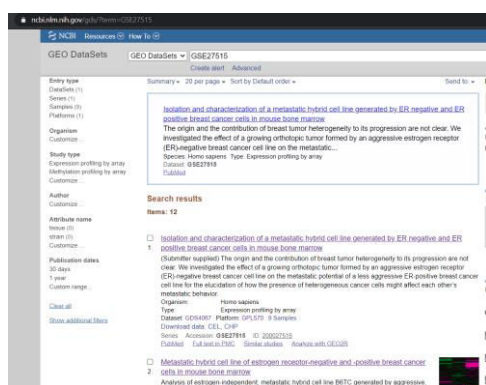 ncbi.nlm.nih.gov/gds/?term=GSE27515
NCBI Resources How To
GEO DataSets GEO DataSets GSE27515
Create alert Advanced
Entry type
DataSets (1)
Series (1)
Samples (9)
Platforms (1)
Organism
Customize ...
Study type
Expression profiling by array
Methylation profiling by array
Customize ...
Author
Customize ...
Attribute name
tissue (0)
strain (0)
Customize ...
Publication dates
30 days
1 year
Custom range...
Clear all
Show additional filters
Summary 20 per page Sort by Default order Send to:
Isolation and characterization of a metastatic hybrid cell line generated by ER negative and ER
positive breast cancer cells in mouse bone marrow
The origin and the contribution of breast tumor heterogeneity to its progression are not clear. We
investigated the effect of a growing orthotopic tumor formed by an aggressive estrogen receptor
(ER)-negative breast cancer cell line on the metastatic...
Species: Homo sapiens Type: Expression profiling by array
Dataset: GSE27515
PubMed
Search results
Items: 12
Isolation and characterization of a metastatic hybrid cell line generated by ER negative and ER
1. positive breast cancer cells in mouse bone marrow
(Submitter supplied) The origin and the contribution of breast tumor heterogeneity to its progression are not
clear. We investigated the effect of a growing orthotopic tumor formed by an aggressive estrogen receptor
(ER)-negative breast cancer cell line on the metastatic potential of a less aggressive ER-positive breast cancer
cell line for the elucidation of how the presence of heterogeneous cancer cells might affect each other's
metastatic behavior.
Organism: Homo sapiens
Type: Expression profiling by array
Dataset: GDS4067 Platform: GPL570 9 Samples
Download data: CEL, CHP
Series Accession: GSE27515 ID: 200027515
PubMed Full text in PMC Similar studies Analyze with GEO2R
Metastatic hybrid cell line of estrogen receptor-negative and -positive breast cancer
2. cells in mouse bone marrow
Analysis of estrogen-independent, metastatic hybrid cell line B6TC generated by aggressive